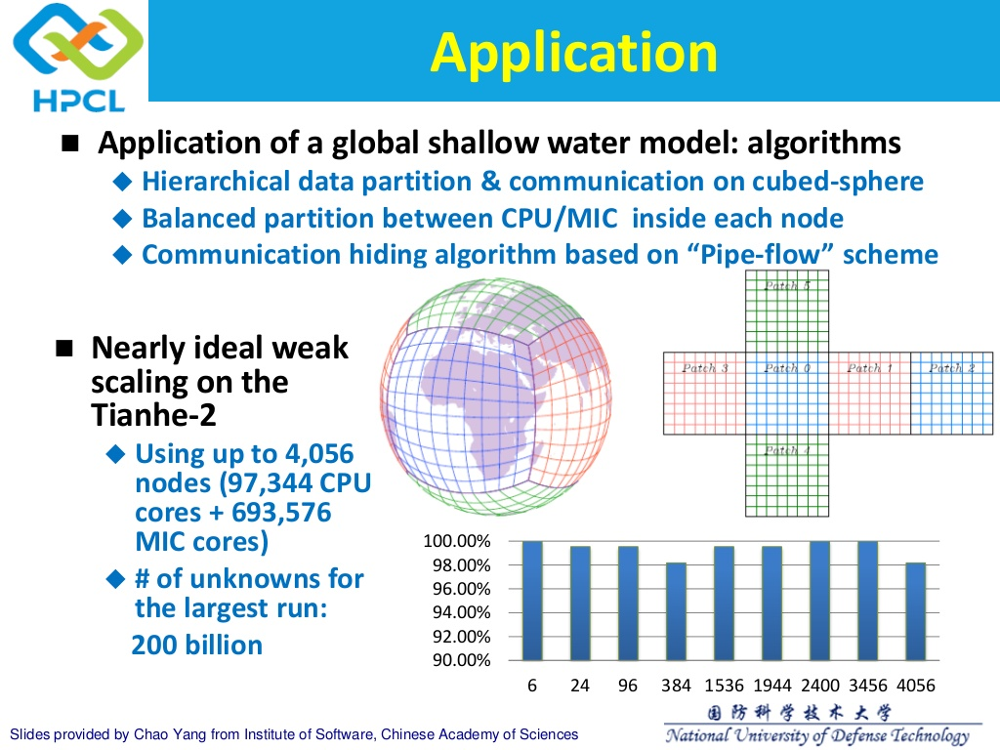 HPCL
Application
Application of a global shallow water model: algorithms
Hierarchical data partition & communication on cubed-sphere
Balanced partition between CPU/MIC inside each node
Communication hiding algorithm based on “Pipe-flow” scheme
Nearly ideal weak
scaling on the
Tianhe-2
Using up to 4,056
nodes (97,344 CPU
cores + 693,576
MIC cores)
# of unknowns for
the largest run:
200 billion
Patch 5
Patch 3 Patch 0 Patch 1 Patch 2
Patch 4
100.00%
98.00%
96.00%
94.00%
92.00%
90.00%
6 24 96 384 1536 1944 2400 3456 4056
Slides provided by Chao Yang from Institute of Software, Chinese Academy of Sciences
国防科学技术大学
National University of Defense Technology